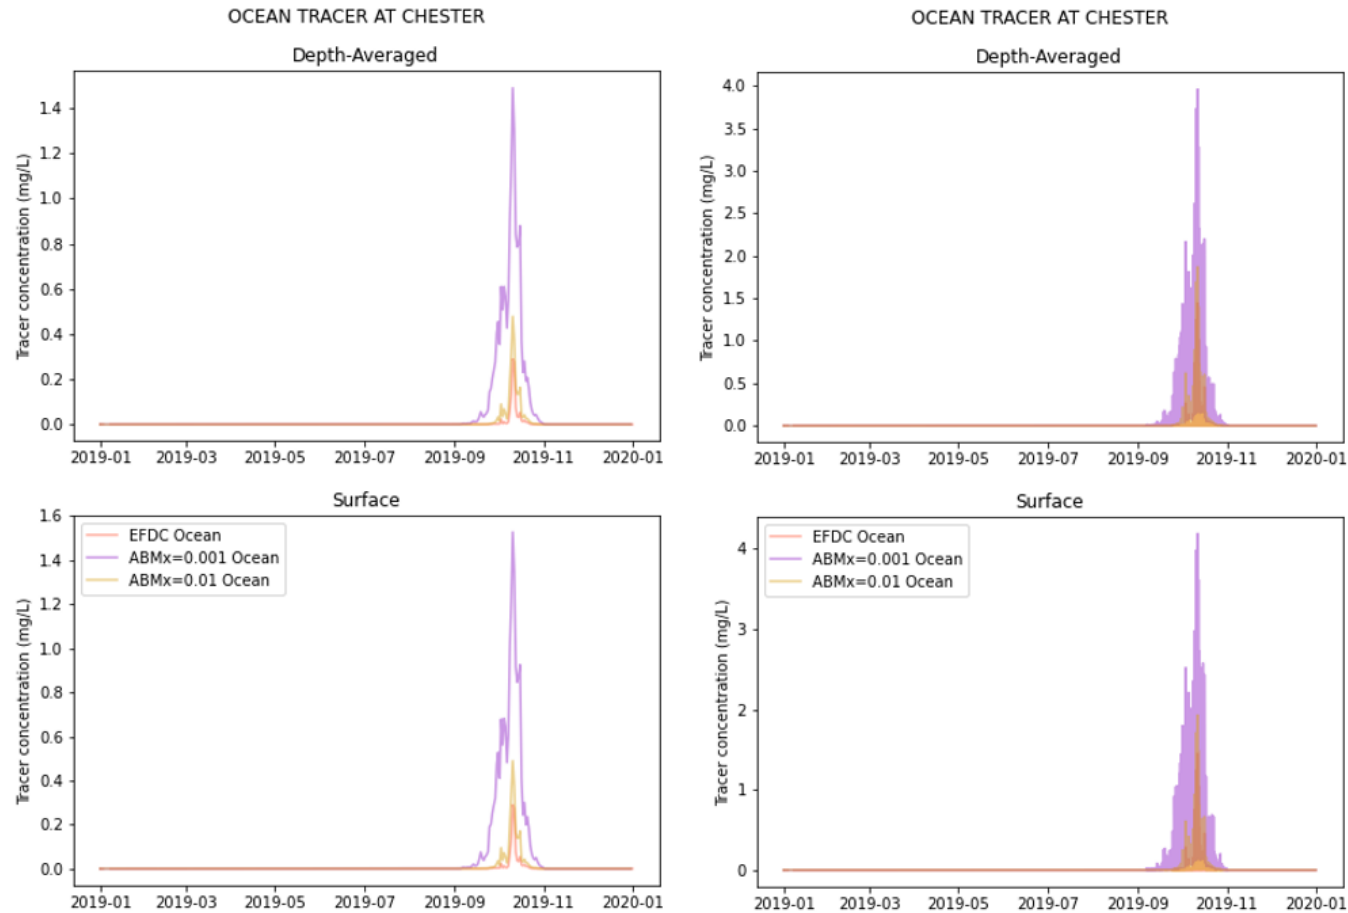 OCEAN TRACER AT CHESTER
Depth-Averaged
Tracer concentration (mg/L)
1.4
1.2
1.0
0.8
0.6
0.4
0.2
0.0
2019-01 2019-03 2019-05 2019-07 2019-09 2019-11 2020-01
Surface
Tracer concentration (mg/L)
1.6
1.4
1.2
1.0
0.8
0.6
0.4
0.2
0.0
EFDC Ocean
ABMx=0.001 Ocean
ABMx=0.01 Ocean
2019-01 2019-03 2019-05 2019-07 2019-09 2019-11 2020-01
OCEAN TRACER AT CHESTER
Depth-Averaged
Tracer concentration (mg/L)
4.0
3.5
3.0
2.5
2.0
1.5
1.0
0.5
0.0
2019-01 2019-03 2019-05 2019-07 2019-09 2019-11 2020-01
Surface
Tracer concentration (mg/L)
4
3
2
1
0
EFDC Ocean
ABMx=0.001 Ocean
ABMx=0.01 Ocean
2019-01 2019-03 2019-05 2019-07 2019-09 2019-11 2020-01